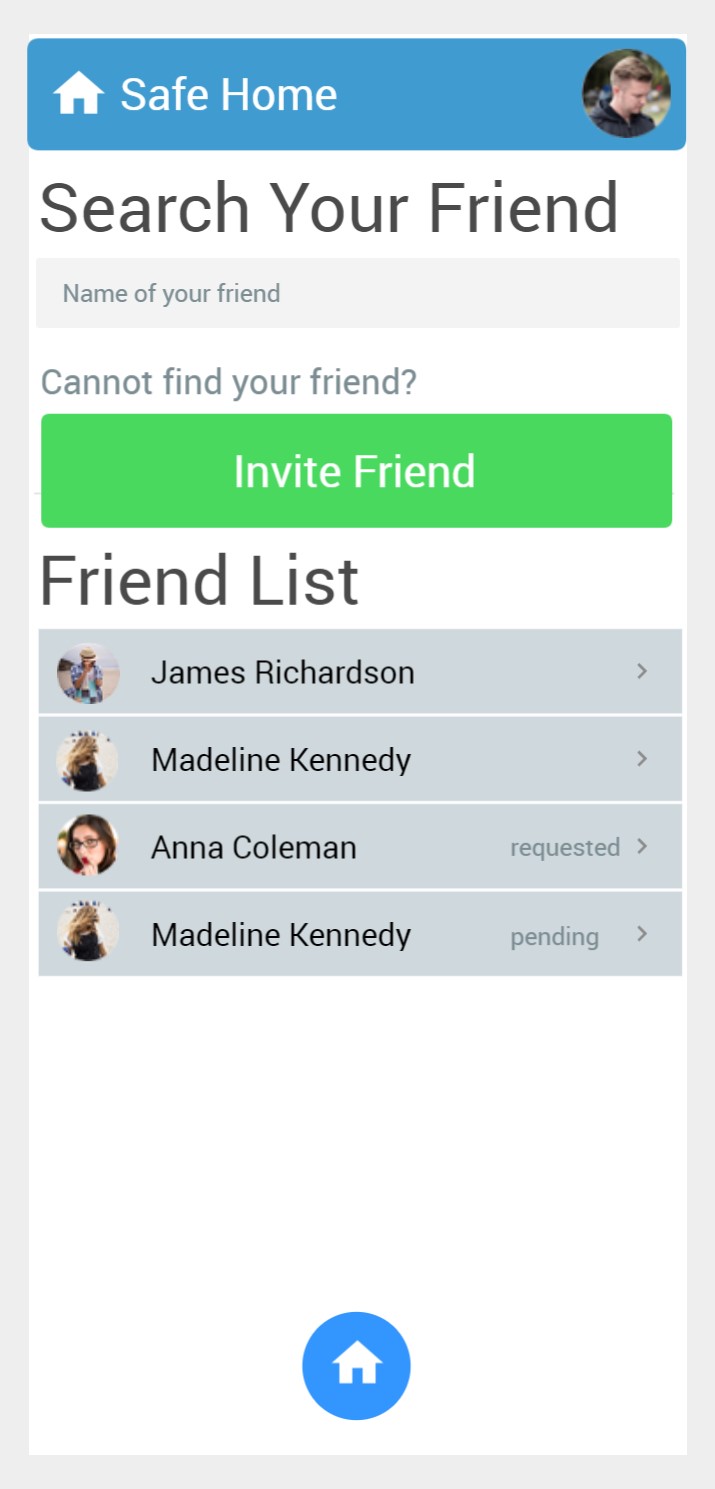 Safe Home
Search Your Friend
Name of your friend
Cannot find your friend?
Invite Friend
Friend List
James Richardson
Madeline Kennedy
Anna Coleman requested
Madeline Kennedy pending